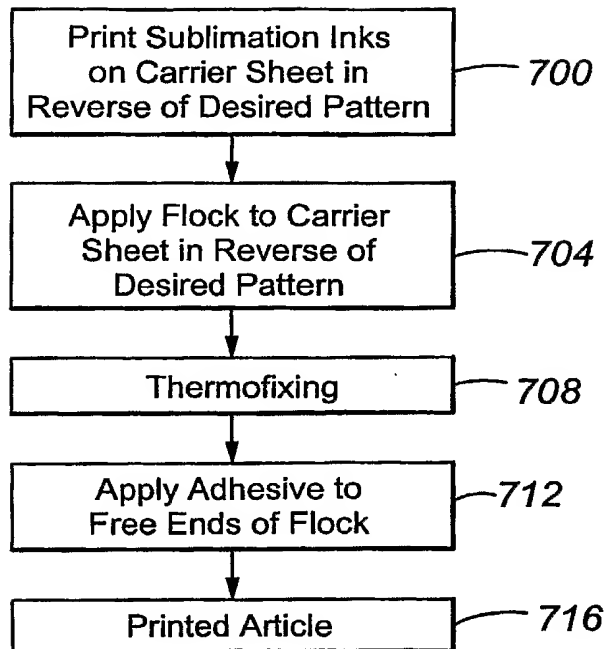 Print Sublimation Inks
on Carrier Sheet in
Reverse of Desired Pattern
700
Apply Flock to Carrier
Sheet in Reverse of
Desired Pattern
704
Thermofixing
708
Apply Adhesive to
Free Ends of Flock
712
Printed Article
716